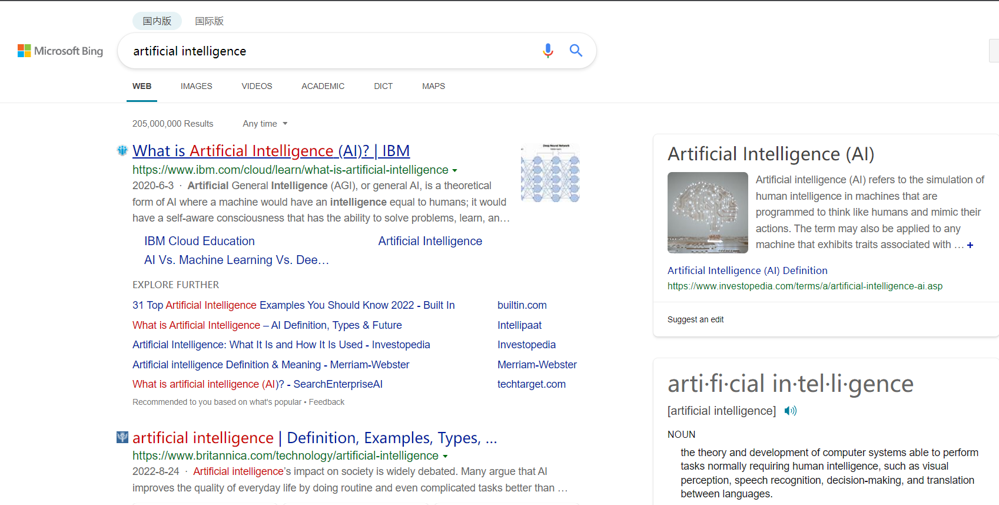 国内版
国际版
Microsoft Bing
artificial intelligence
WEB
IMAGES
VIDEOS
ACADEMIC
DICT
MAPS
205,000,000 Results
Any time
What is Artificial Intelligence (AI)? | IBM
https://www.ibm.com/cloud/learn/what-is-artificial-intelligence
2020-6-3 · Artificial General Intelligence (AGI), or general AI, is a theoretical
form of AI where a machine would have an intelligence equal to humans; it would
have a self-aware consciousness that has the ability to solve problems, learn, an…
Deep Neural Network
IBM Cloud Education
Artificial Intelligence
AI Vs. Machine Learning Vs. Dee…
EXPLORE FURTHER
31 Top Artificial Intelligence Examples You Should Know 2022 - Built In
builtin.com
What is Artificial Intelligence – AI Definition, Types & Future
Intellipaat
Artificial Intelligence: What It Is and How It Is Used - Investopedia
Investopedia
Artificial intelligence Definition & Meaning - Merriam-Webster
Merriam-Webster
What is artificial intelligence (AI)? - SearchEnterpriseAI
techtarget.com
Recommended to you based on what's popular • Feedback
artificial intelligence | Definition, Examples, Types, …
https://www.britannica.com/technology/artificial-intelligence
2022-8-24 · Artificial intelligence’s impact on society is widely debated. Many argue that AI
improves the quality of everyday life by doing routine and even complicated tasks better than …
Artificial Intelligence (AI)
Artificial intelligence (AI) refers to the simulation of
human intelligence in machines that are
programmed to think like humans and mimic their
actions. The term may also be applied to any
machine that exhibits traits associated with … +
Artificial Intelligence (AI) Definition
https://www.investopedia.com/terms/a/artificial-intelligence-ai.asp
Suggest an edit
arti·fi·cial in·tel·li·gence
[artificial intelligence]
NOUN
the theory and development of computer systems able to perform
tasks normally requiring human intelligence, such as visual
perception, speech recognition, decision-making, and translation
between languages.